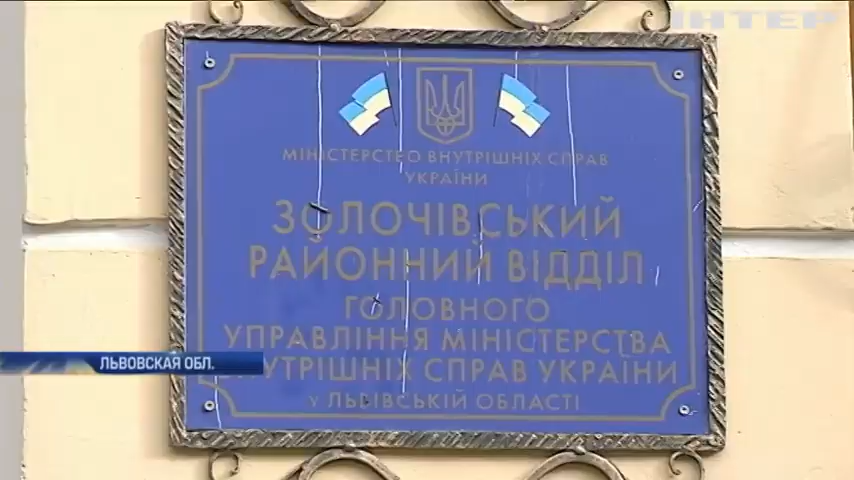 ІНТЕР
МІНІСТЕРСТВО ВНУТРІШНІХ СПРАВ
УКРАЇНИ
ЗОЛОЧІВСЬКИЙ
РАЙОННИЙ ВІДДІЛ
ГОЛОВНОГО
УПРАВЛІННЯ МІНІСТЕРСТВА
ВНУТРІШНІХ СПРАВ УКРАЇНИ
У ЛЬВІВСЬКІЙ ОБЛАСТІ
ЛЬВОВСКАЯ ОБЛ.